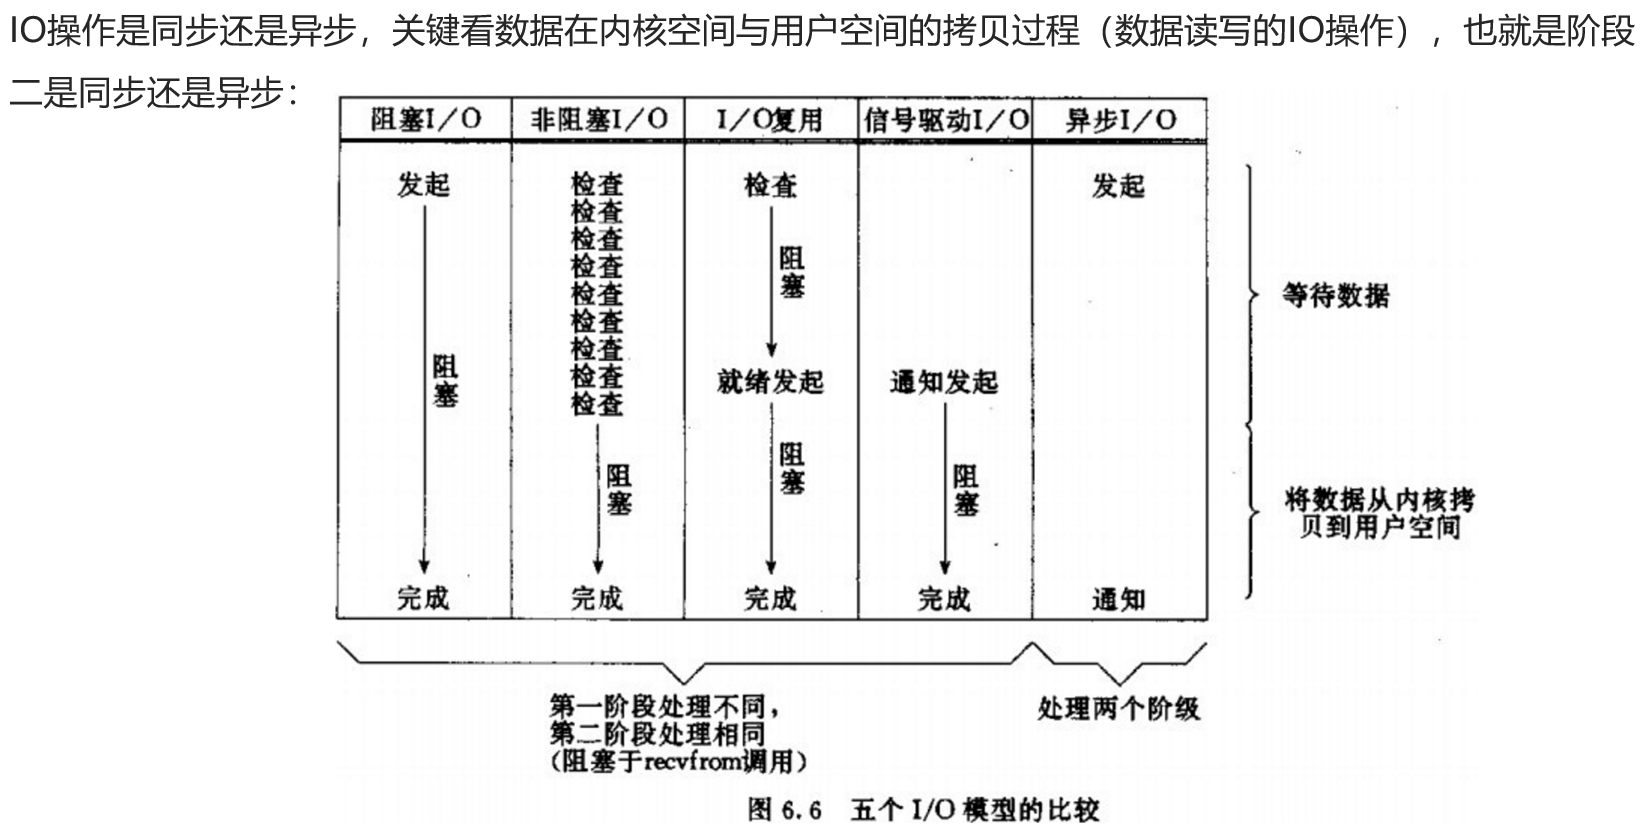 IO操作是同步还是异步，关键看数据在内核空间与用户空间的拷贝过程（数据读写的IO操作），也就是阶段
二是同步还是异步：
阻塞I／O 非阻塞I／O I／O复用 信号驱动I／O 异步I／O
发起 检查 检查 发起
检查
检查
检查
检查
检查
检查
检查
检查
阻塞
阻塞
就绪发起 通知发起
阻塞 阻塞 阻塞
完成 完成 完成 完成 通知
等待数据
将数据从内核拷
贝到用户空间
第一阶段处理不同，
第二阶段处理相同
（阻塞于recvfrom调用）
处理两个阶级
图 6.6 五个 I/O 模型的比较